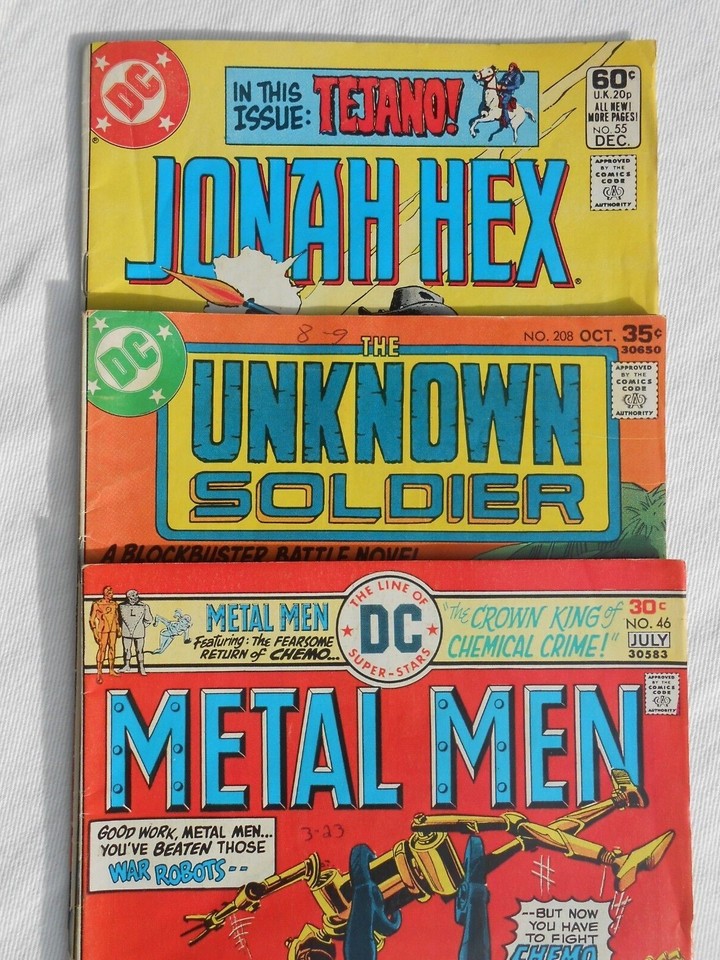 DC
IN THIS
ISSUE: TEJANO!
60¢
U.K. 20p
ALL NEW!
MORE PAGES!
NO. 55
DEC.
APPROVED
BY THE
COMICS
CODE
AUTHORITY
JONAH HEX
DC
8-9
NO. 208 OCT. 35¢
30650
THE
UNKNOWN
SOLDIER
APPROVED
BY THE
COMICS
CODE
AUTHORITY
A BLOCKBUSTER BATTLE NOVEL
L
METAL MEN
Featuring: THE FEARSOME
RETURN of CHEMO...
THE LINE OF
DC
SUPER-STARS
"The CROWN KING of
CHEMICAL CRIME!"
30¢
NO. 46
JULY
30583
APPROVED
BY THE
COMICS
CODE
AUTHORITY
METAL MEN
GOOD WORK, METAL MEN...
YOU'VE BEATEN THOSE
WAR ROBOTS--
3-23
--BUT NOW
YOU HAVE
TO FIGHT
CHEMO